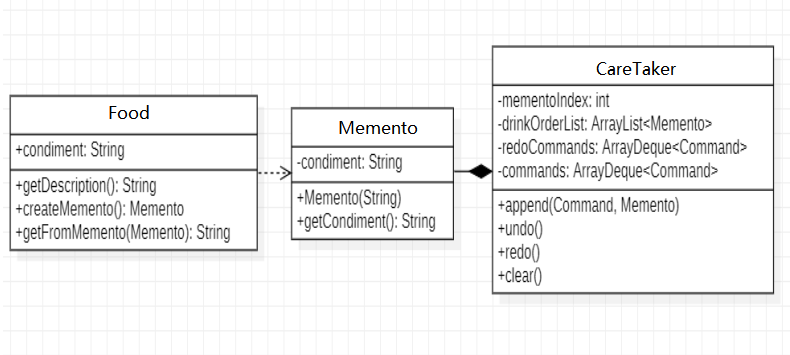 Food
+condiment: String
+getDescription(): String
+createMemento(): Memento
+getFromMemento(Memento): String
Memento
-condiment: String
+Memento(String)
+getCondiment(): String
CareTaker
-mementoIndex: int
-drinkOrderList: ArrayList<Memento>
-redoCommands: ArrayDeque<Command>
-commands: ArrayDeque<Command>
+append(Command, Memento)
+undo()
+redo()
+clear()